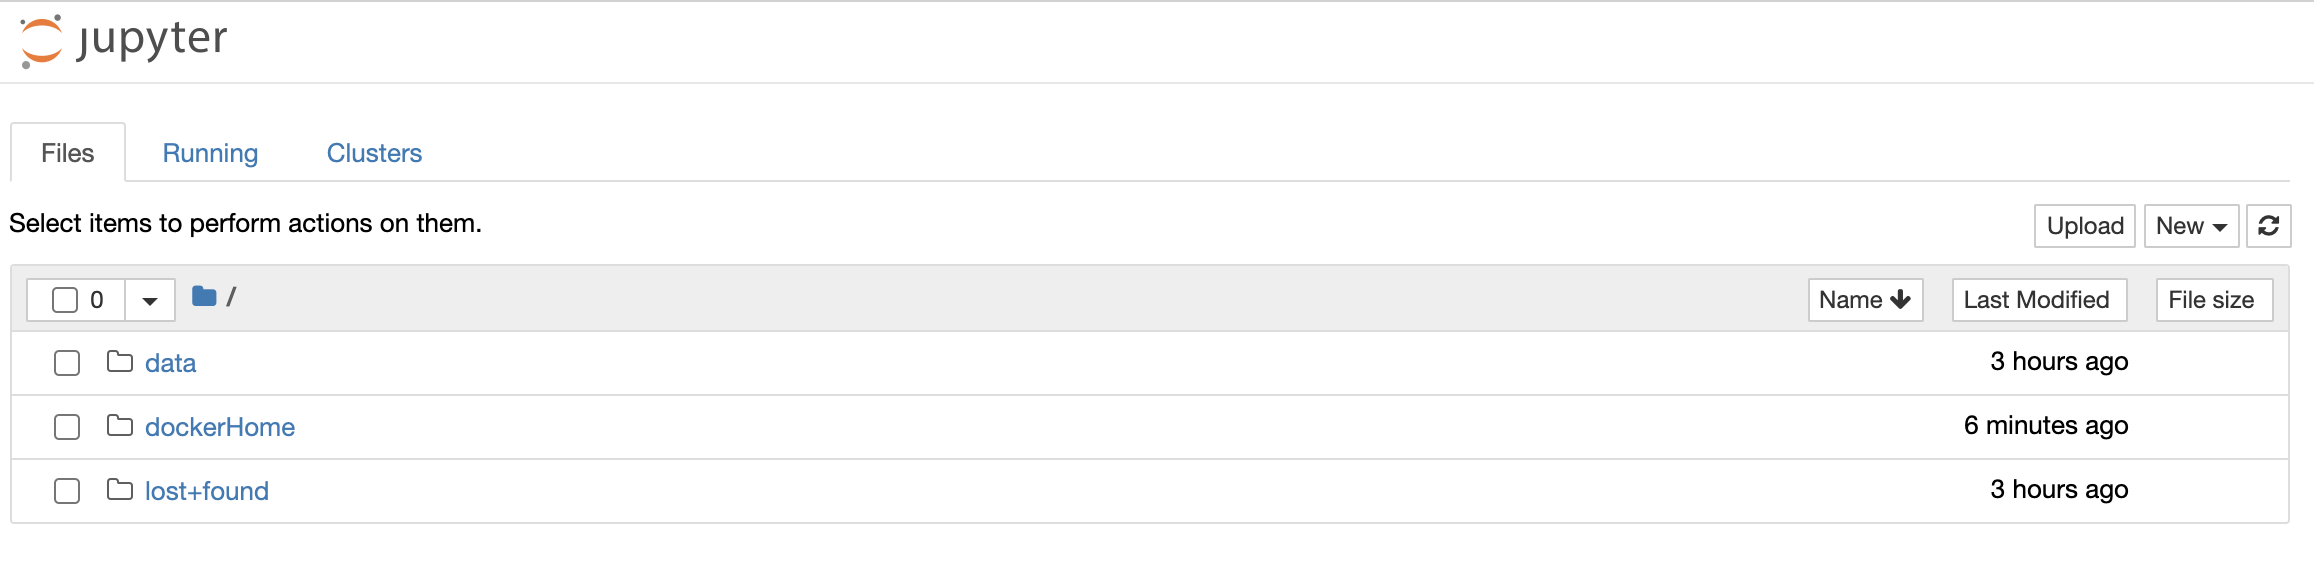 jupyter
Files Running Clusters
Select items to perform actions on them.
Upload New
0 / Name Last Modified File size
data 3 hours ago
dockerHome 6 minutes ago
lost+found 3 hours ago